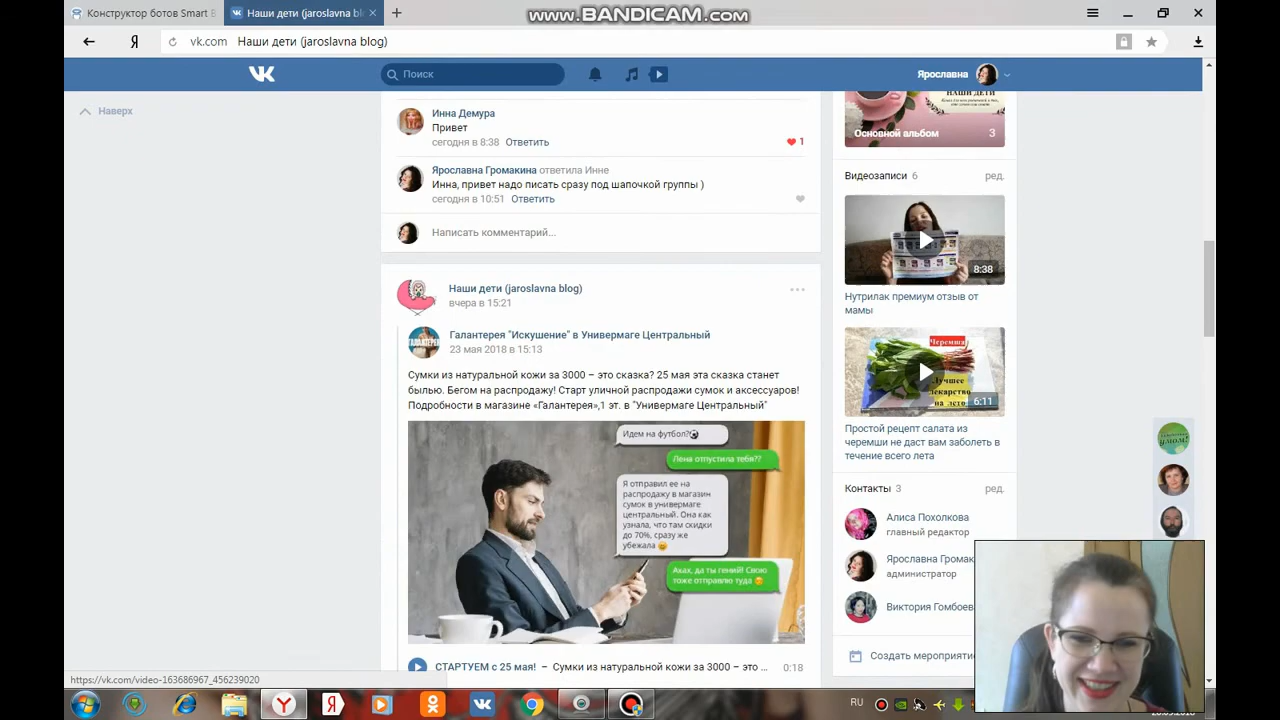 Конструктор ботов Smart B
Наши дети (jaroslavna bl
www.BANDICAM.com
vk.com Наши дети (jaroslavna blog)
Поиск
Ярославна
Наверх
Инна Демура
Привет
сегодня в 8:38 Ответить
1
Ярославна Громакина ответила Инне
Инна, привет надо писать сразу под шапочкой группы )
сегодня в 10:51 Ответить
Написать комментарий...
Наши дети (jaroslavna blog)
вчера в 15:21
Галантерея "Искушение" в Универмаге Центральный
23 мая 2018 в 15:13
Сумки из натуральной кожи за 3000 – это сказка? 25 мая эта сказка станет
былью. Бегом на распродажу! Старт уличной распродажи сумок и аксессуаров!
Подробности в магазине «Галантерея»,1 эт. в "Универмаге Центральный"
Идем на футбол?
Лена отпустила тебя??
Я отправил ее на
распродажу в магазин
сумок в универмаге
центральный. Она как
узнала, что там скидки
до 70%, сразу же
убежала
Ахах, да ты гений! Свою
тоже отправлю туда
СТАРТУЕМ с 25 мая! – Сумки из натуральной кожи за 3000 – это ...
0:18
НАШИ ДЕТИ
Основной альбом 3
Видеозаписи 6 ред.
8:38
Нутрилак премиум отзыв от
мамы
Черемша
Лучшее
лекарство
на лето
6:11
Простой рецепт салата из
черемши не даст вам заболеть в
течение всего лета
Контакты 3 ред.
Алиса Похолкова
главный редактор
Ярославна Громак
администратор
Виктория Гомбоев
Создать мероприяти
https://vk.com/video-163686967_456239020
RU